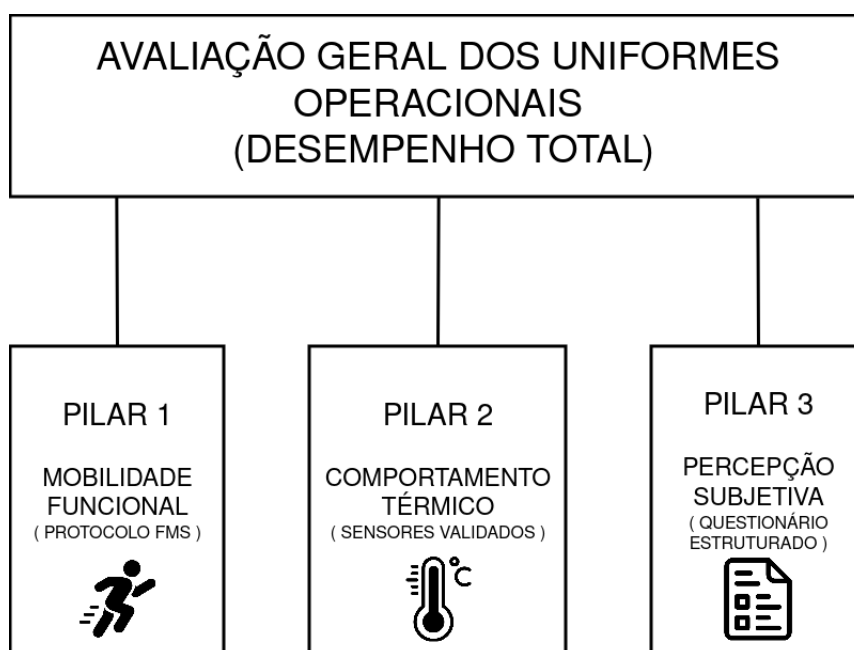 AVALIAÇÃO GERAL DOS UNIFORMES
OPERACIONAIS
(DESEMPENHO TOTAL)
PILAR 1
MOBILIDADE
FUNCIONAL
( PROTOCOLO FMS )
PILAR 2
COMPORTAMENTO
TÉRMICO
( SENSORES VALIDADOS )
°C
PILAR 3
PERCEPÇÃO
SUBJETIVA
( QUESTIONÁRIO
ESTRUTURADO )